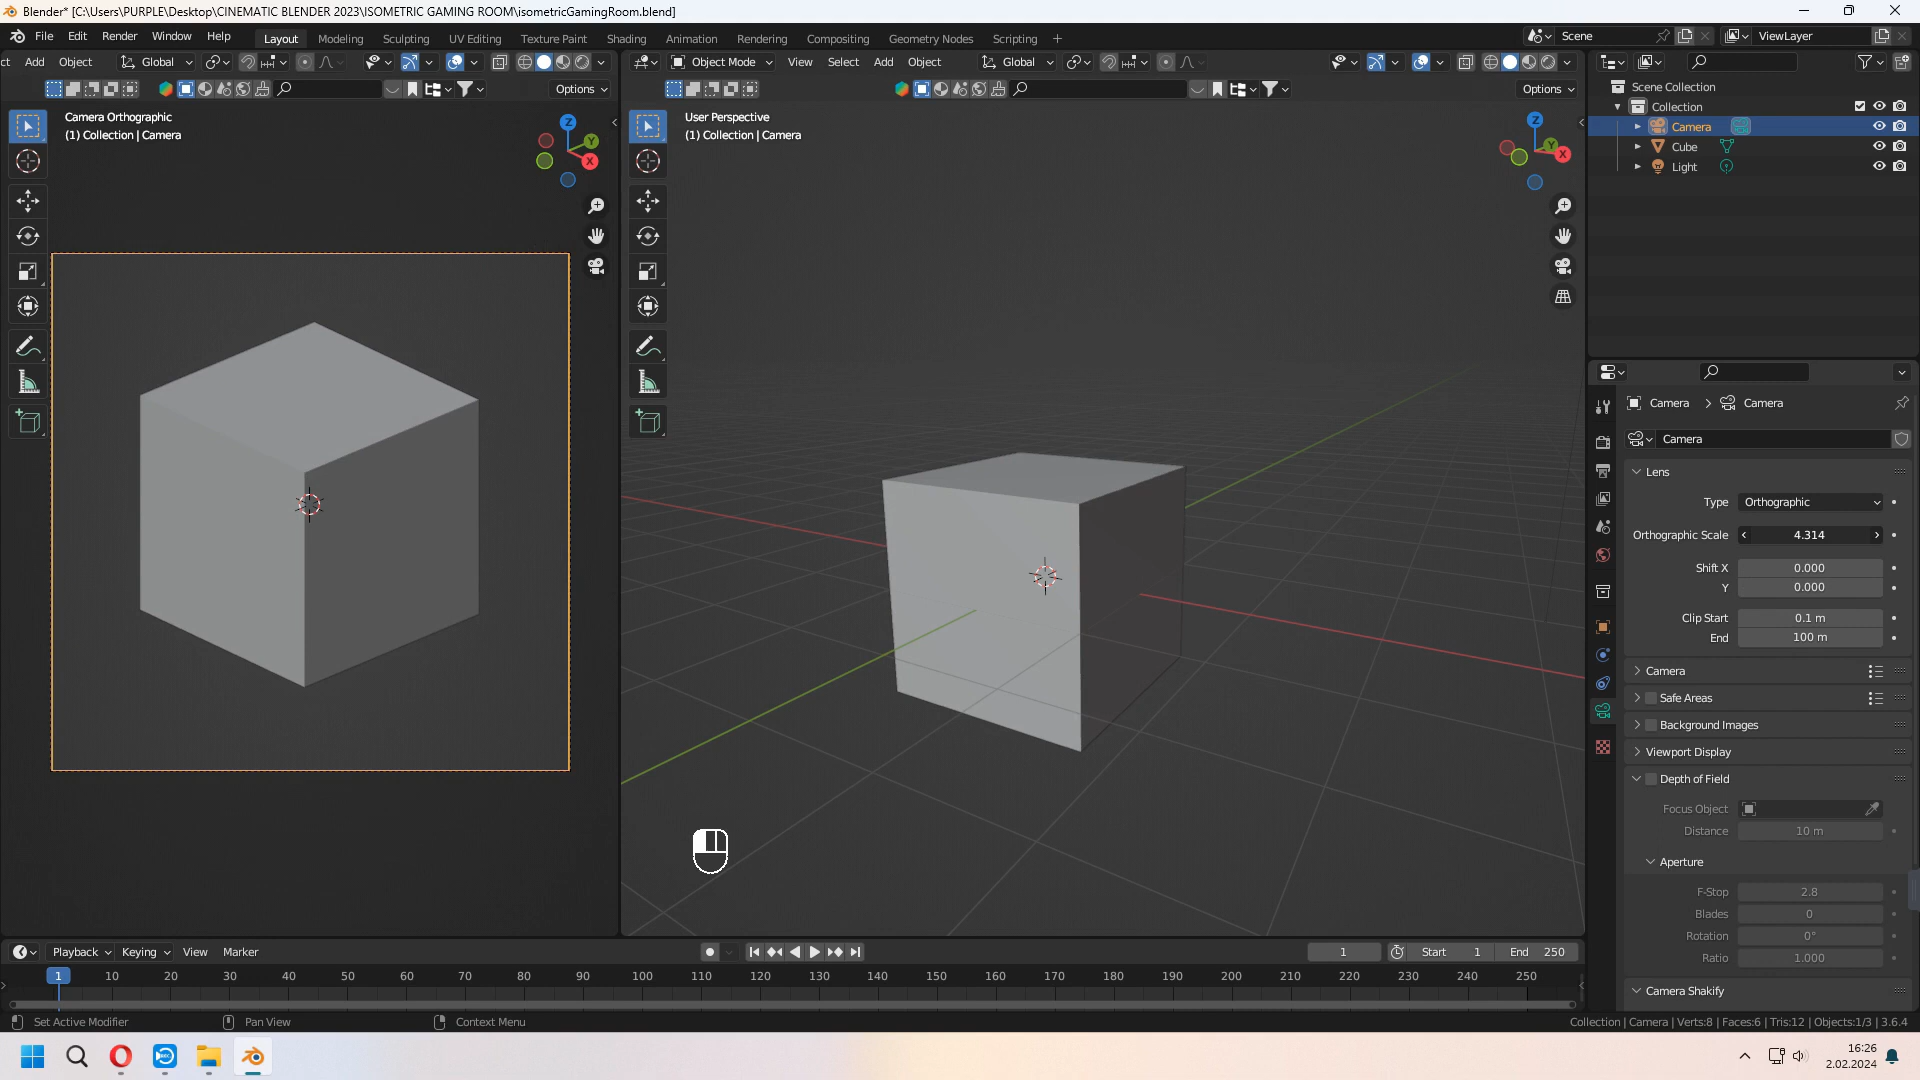 Blender* [C:\Users\PURPLE\Desktop\CINEMATIC BLENDER 2023\ISOMETRIC GAMING ROOM\isometricGamingRoom.blend]
File Edit Render Window Help Layout Modeling Sculpting UV Editing Texture Paint Shading Animation Rendering Compositing Geometry Nodes Scripting + Scene ViewLayer
ct Add Object Global Object Mode View Select Add Object Global
Options Options
Camera Orthographic
(1) Collection | Camera
Z
Y
X
User Perspective
(1) Collection | Camera
Z
Y
X
Scene Collection
Collection
Camera
Cube
Light
Camera > Camera
Camera
Lens
Type Orthographic
Orthographic Scale 4.314
Shift X 0.000
Y 0.000
Clip Start 0.1 m
End 100 m
Camera
Safe Areas
Background Images
Viewport Display
Depth of Field
Focus Object
Distance 10 m
Aperture
F-Stop 2.8
Blades 0
Rotation 0°
Ratio 1.000
Camera Shakify
Playback Keying View Marker 1 Start 1 End 250
1 10 20 30 40 50 60 70 80 90 100 110 120 130 140 150 160 170 180 190 200 210 220 230 240 250
Set Active Modifier Pan View Context Menu Collection | Camera | Verts:8 | Faces:6 | Tris:12 | Objects:1/3 | 3.6.4
16:26
2.02.2024